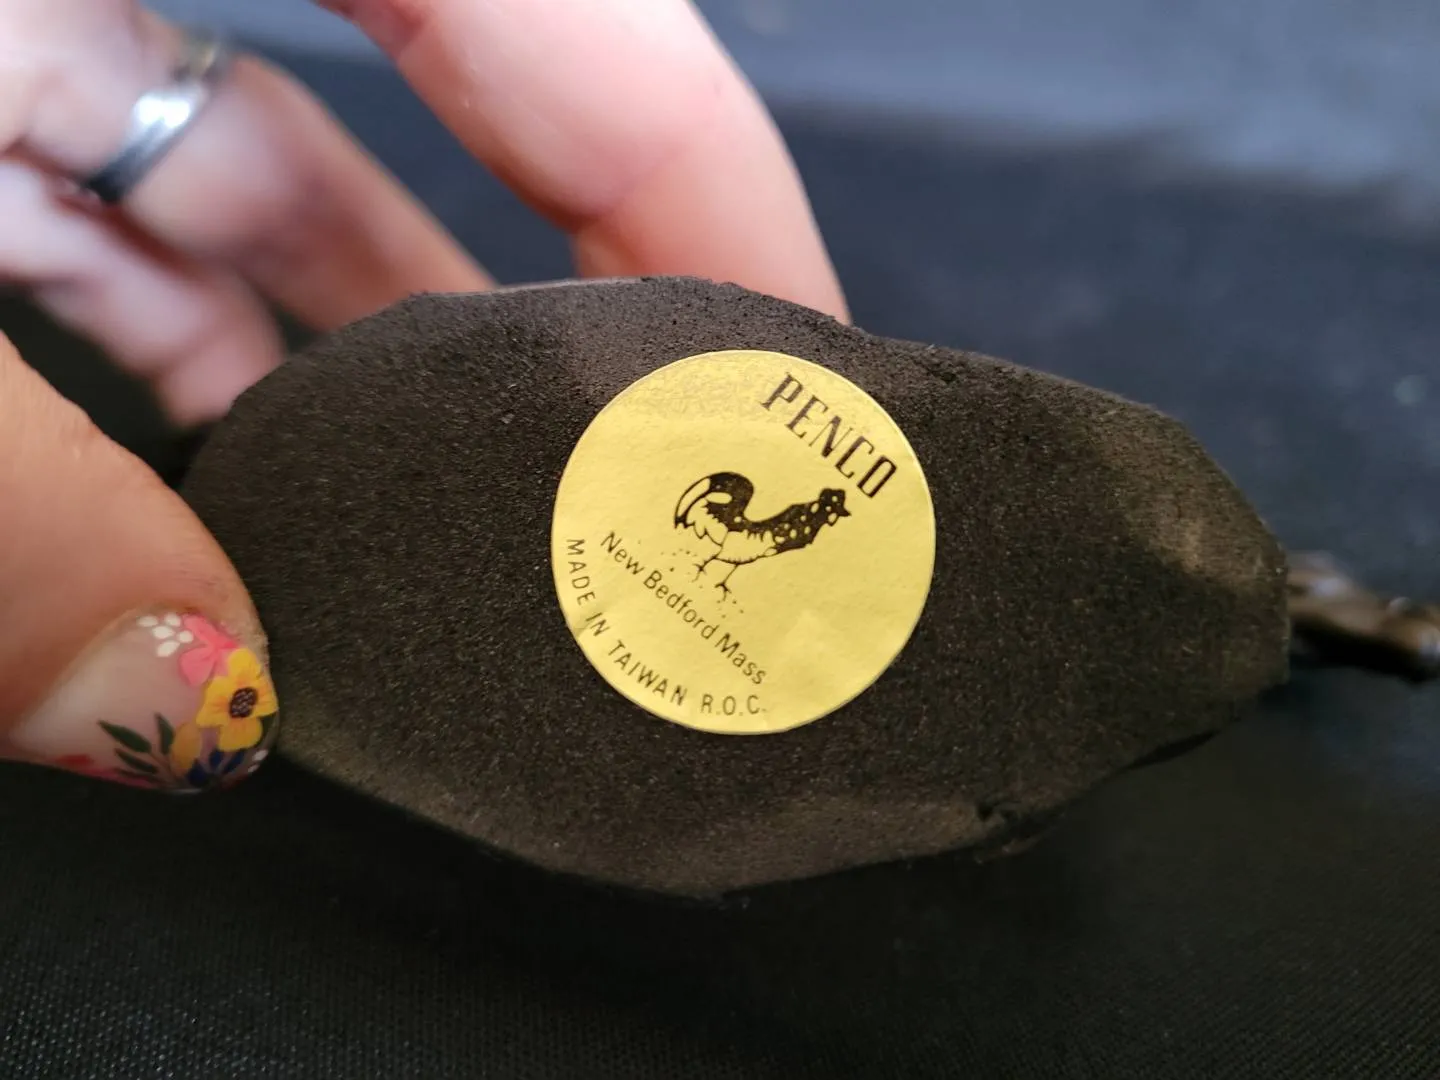 PENCO
New Bedford Mass
MADE IN TAIWAN R.O.C.